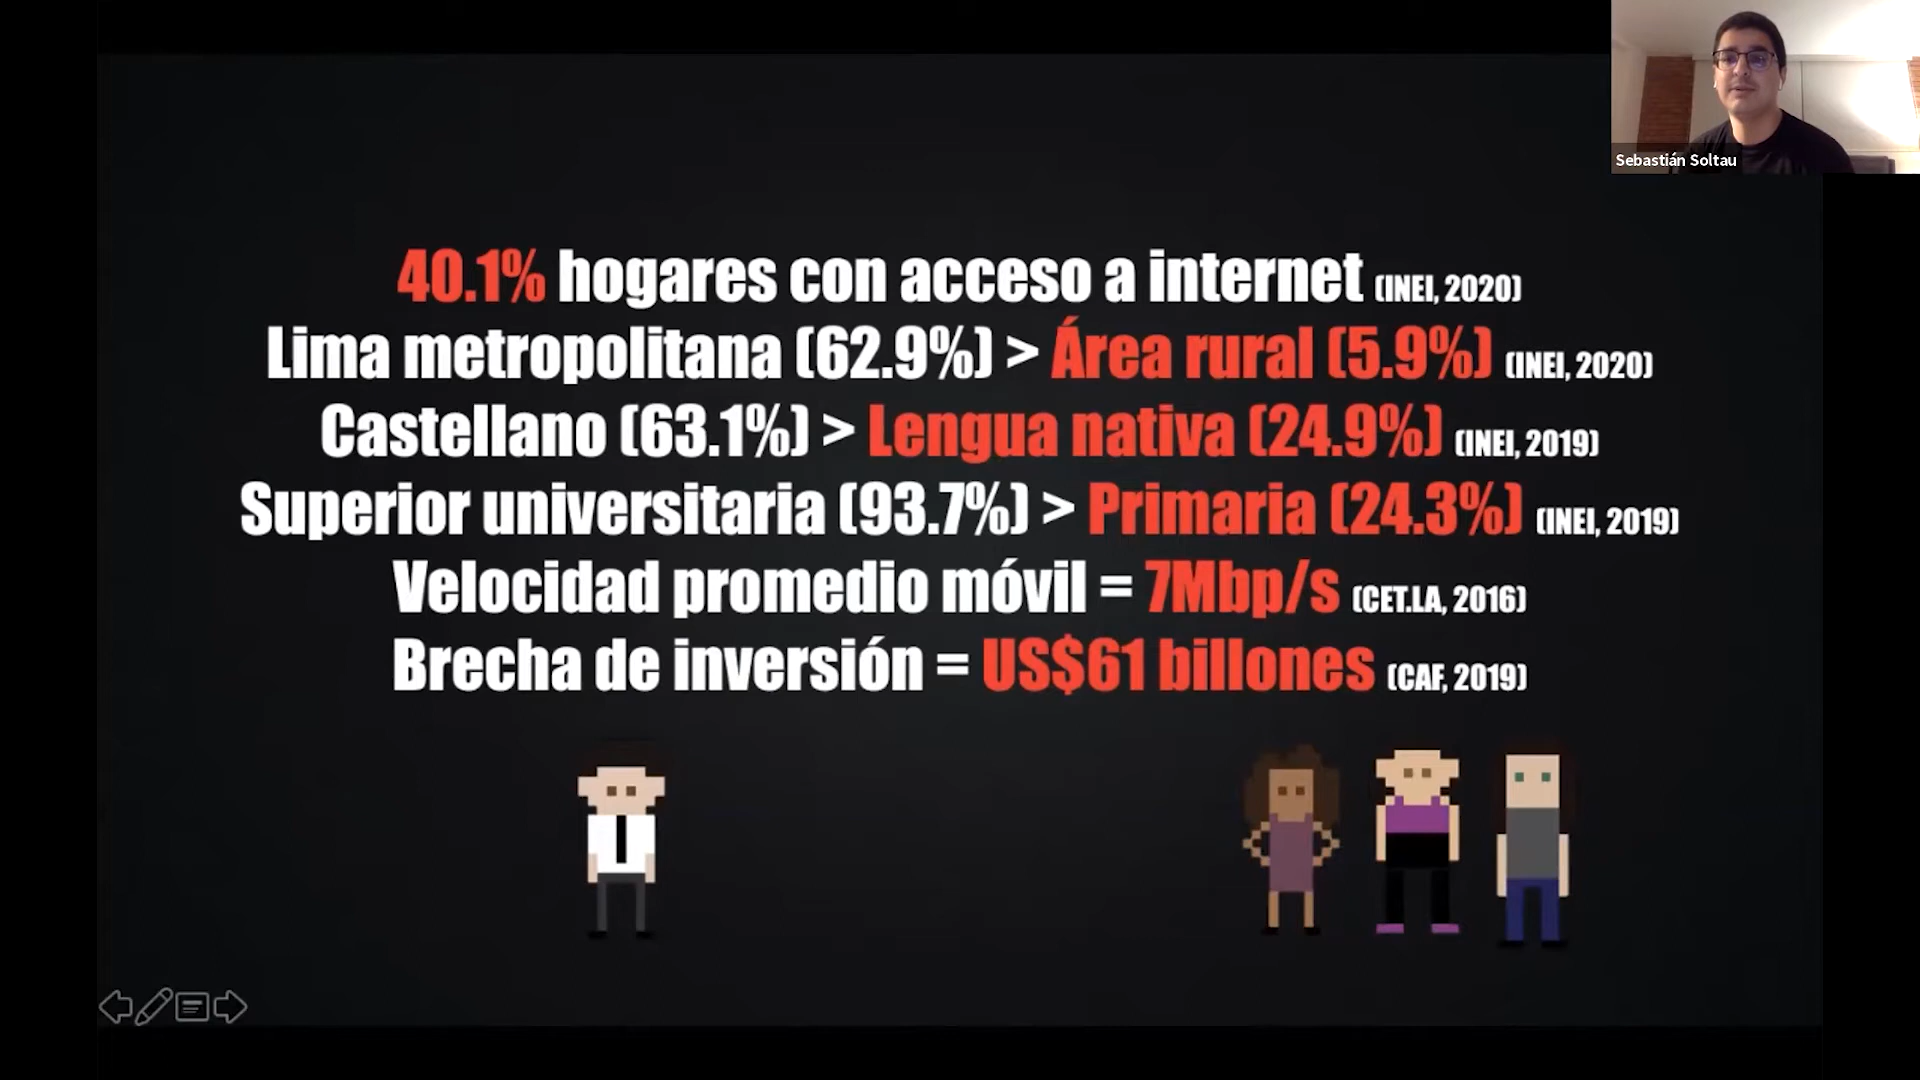 Sebastián Soltau
40.1% hogares con acceso a internet (INEI, 2020)
Lima metropolitana (62.9%) > Área rural (5.9%) (INEI, 2020)
Castellano (63.1%) > Lengua nativa (24.9%) (INEI, 2019)
Superior universitaria (93.7%) > Primaria (24.3%) (INEI, 2019)
Velocidad promedio móvil = 7Mbp/s (CET.LA, 2016)
Brecha de inversión = US$61 billones (CAF, 2019)